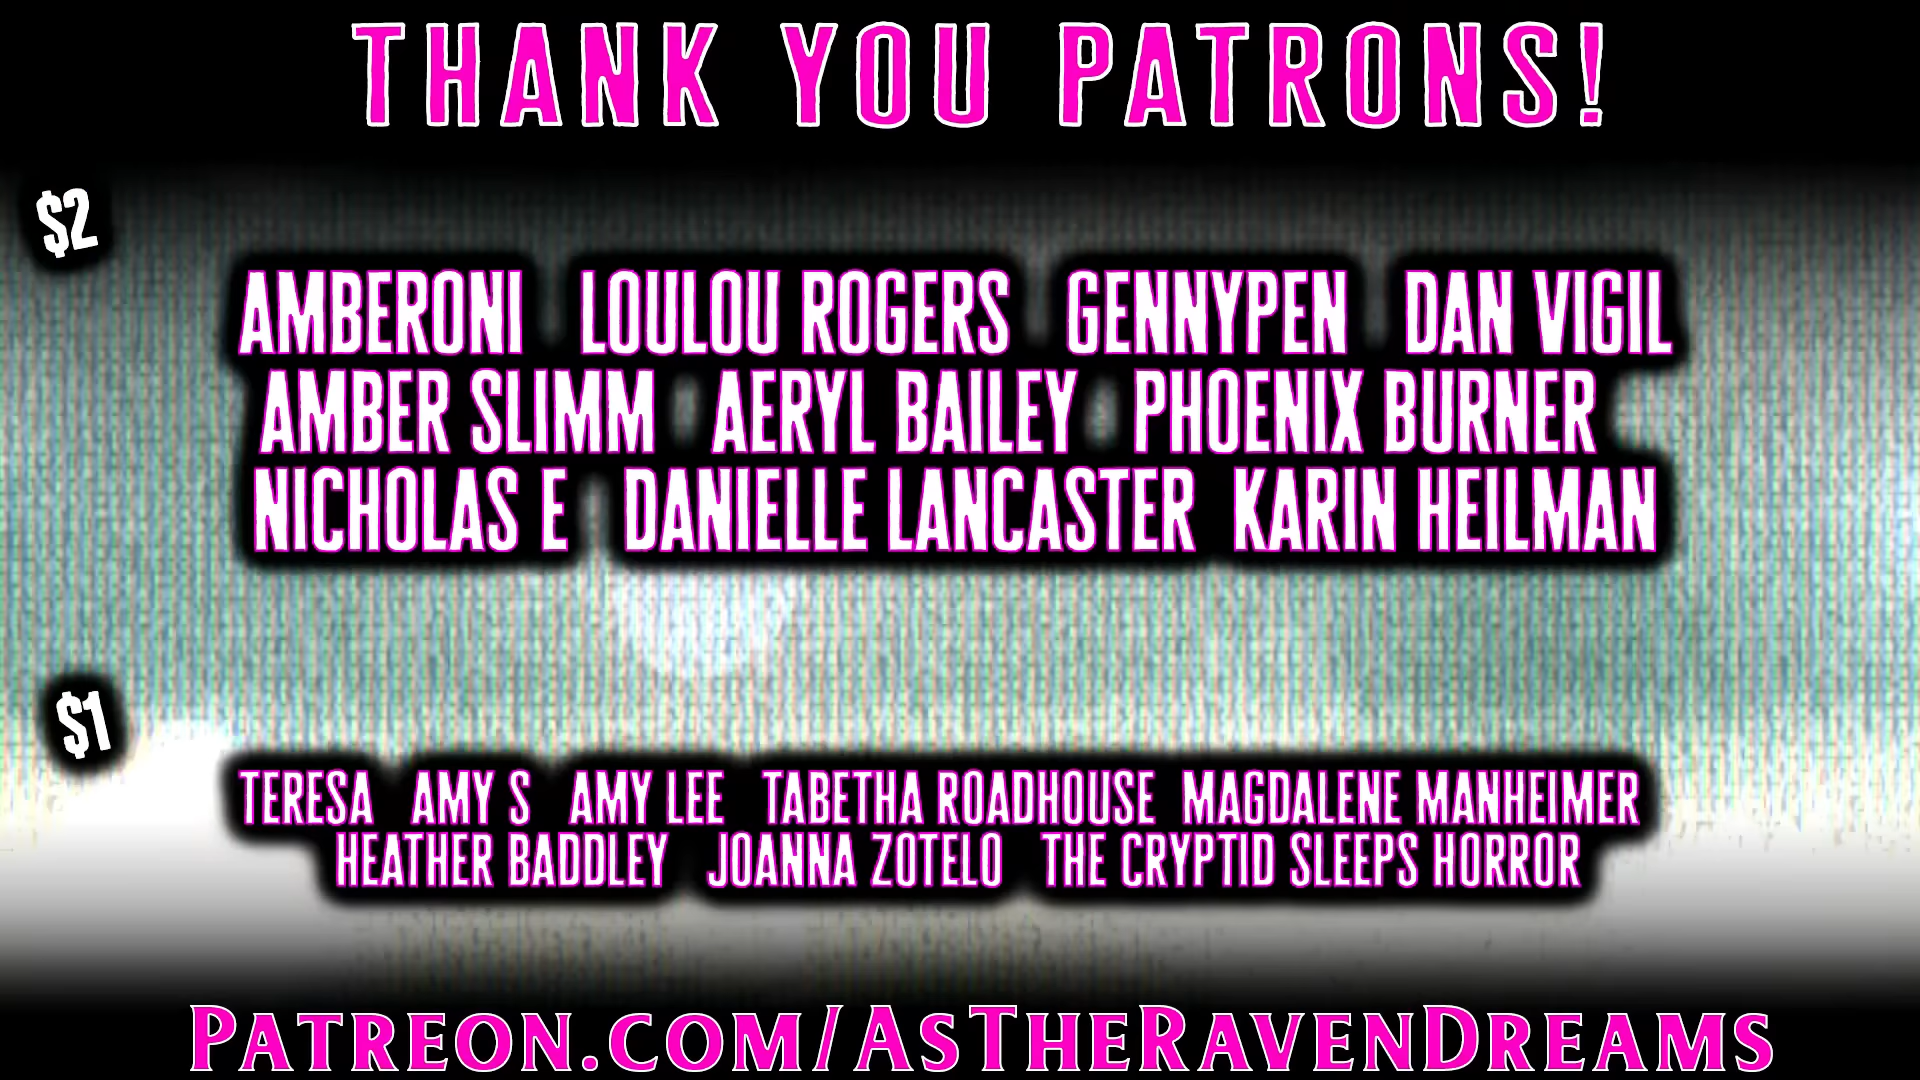 THANK YOU PATRONS!
$2
AMBERONI LOULOU ROGERS GENNYPEN DAN VIGIL
AMBER SLIMM AERYL BAILEY PHOENIX BURNER
NICHOLAS E DANIELLE LANCASTER KARIN HEILMAN
$1
TERESA AMY S AMY LEE TABETHA ROADHOUSE MAGDALENE MANHEIMER
HEATHER BADDLEY JOANNA ZOTELO THE CRYPTID SLEEPS HORROR
PATREON.COM/ASTHERAVENDREAMS